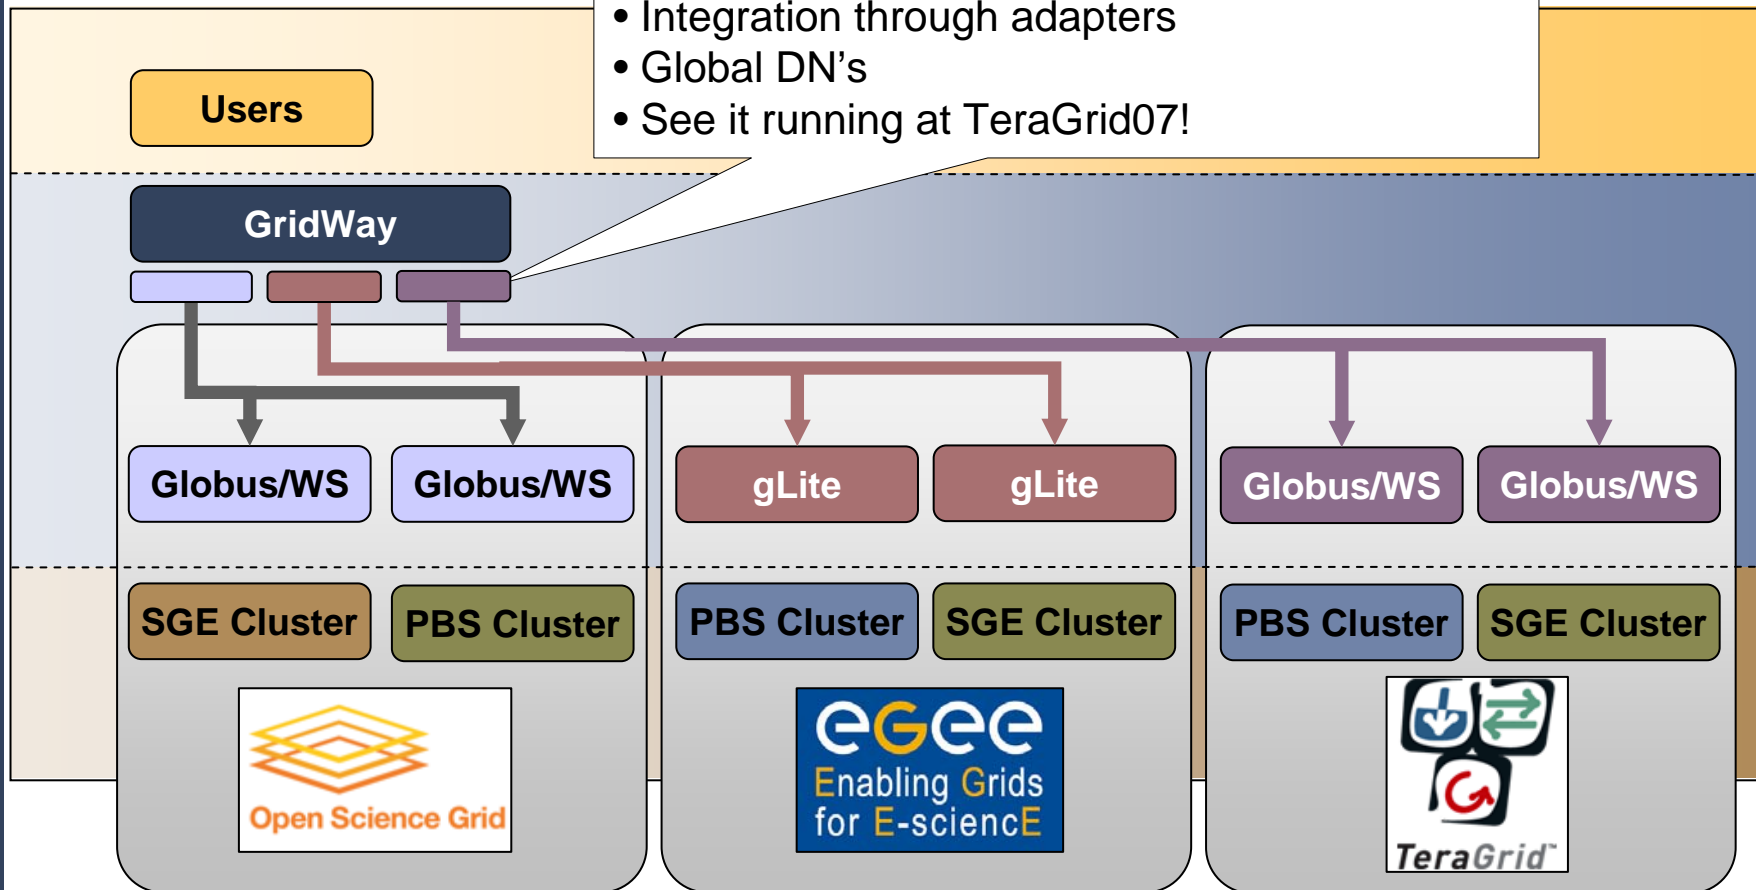 • Integration through adapters
• Global DN’s
• See it running at TeraGrid07!
Users
GridWay
Globus/WS
Globus/WS
gLite
gLite
Globus/WS
Globus/WS
SGE Cluster
PBS Cluster
PBS Cluster
SGE Cluster
PBS Cluster
SGE Cluster
Open Science Grid
eGee
Enabling Grids
for E-sciencE
TeraGrid™